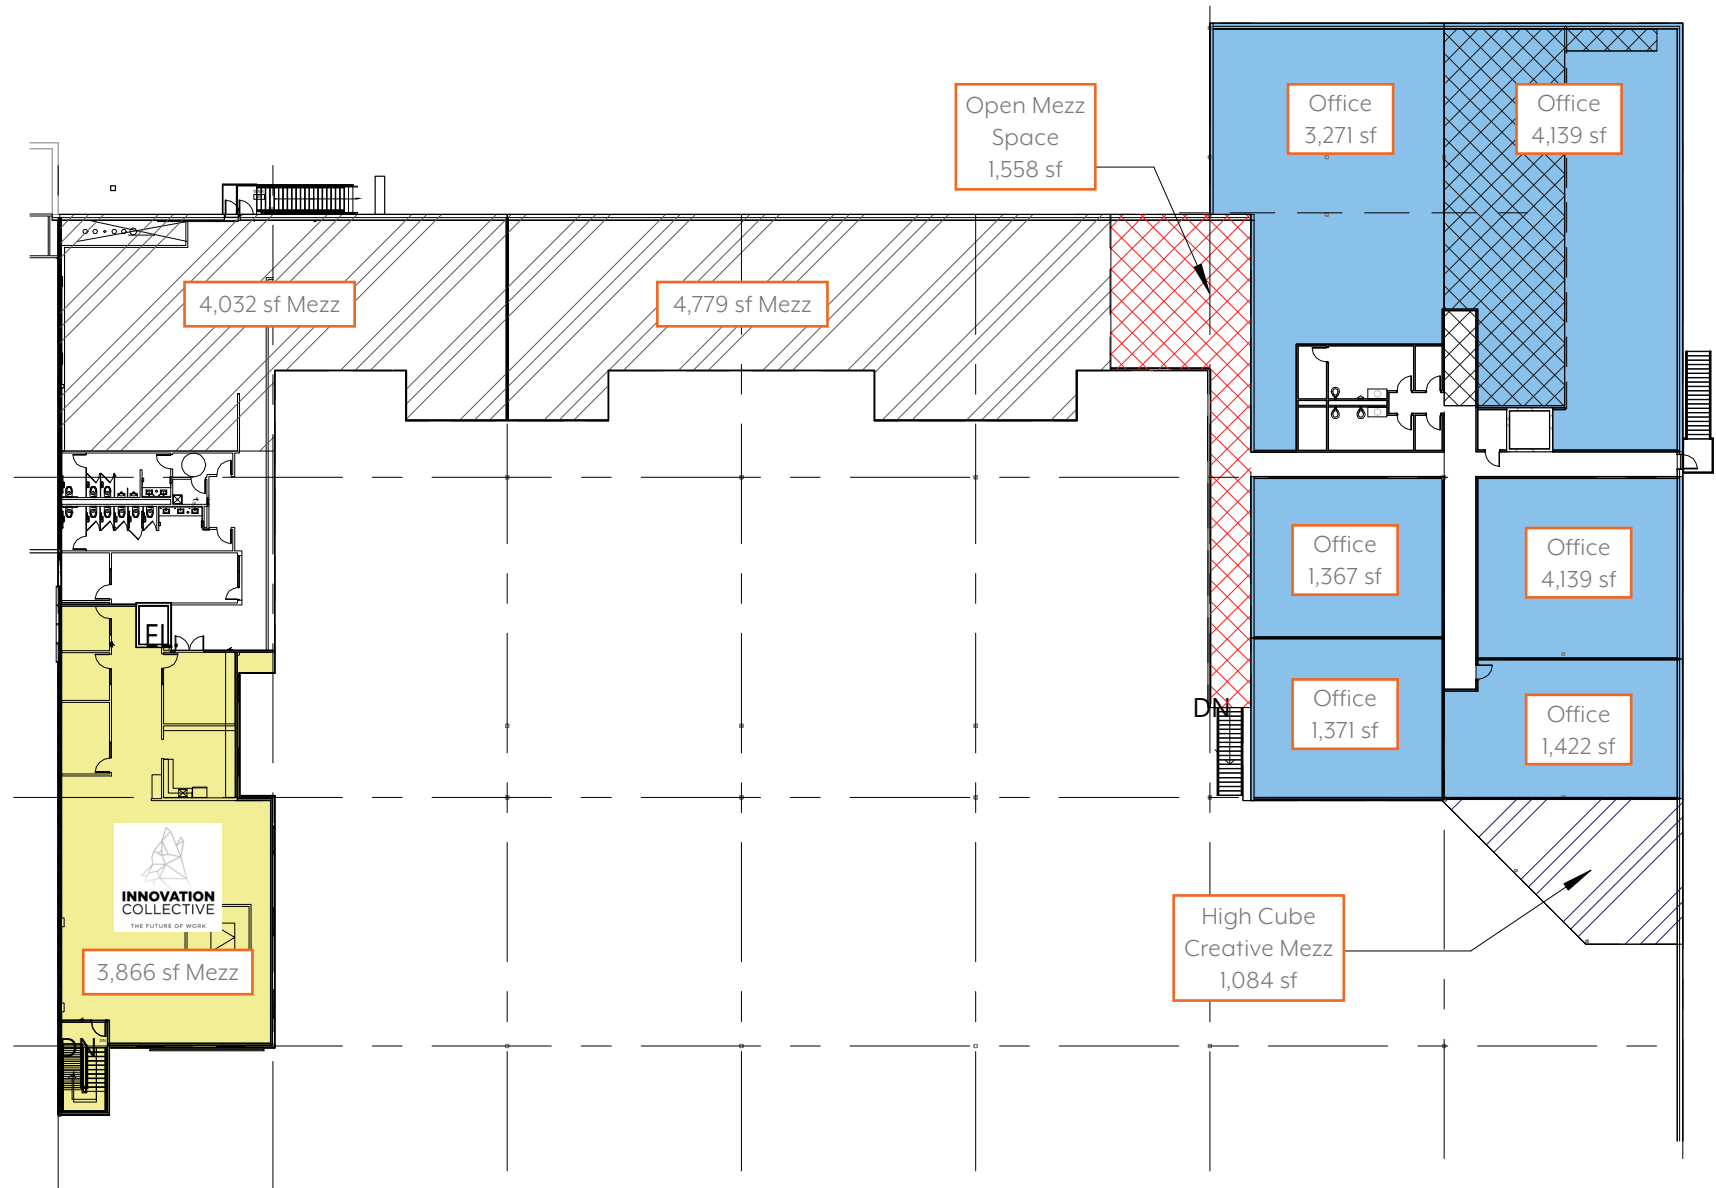 Open Mezz
Space
1,558 sf
Office
3,271 sf
Office
4,139 sf
4,032 sf Mezz
4,779 sf Mezz
Office
1,367 sf
Office
4,139 sf
EL
Office
1,371 sf
Office
1,422 sf
DN
INNOVATION
COLLECTIVE
THE FUTURE OF WORK
3,866 sf Mezz
High Cube
Creative Mezz
1,084 sf
DN
DN